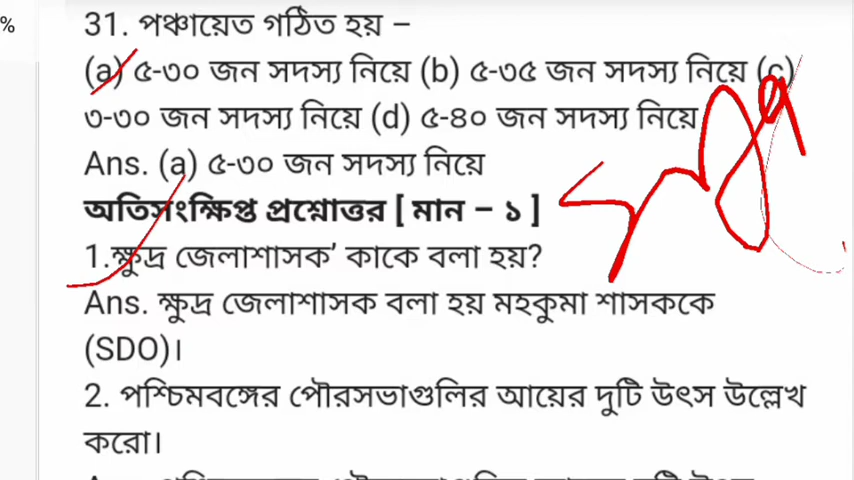 %
31. পঞ্চায়েত গঠিত হয় –
(a) ৫-৩০ জন সদস্য নিয়ে (b) ৫-৩৫ জন সদস্য নিয়ে (c)
৩-৩০ জন সদস্য নিয়ে (d) ৫-৪০ জন সদস্য নিয়ে
Ans. (a) ৫-৩০ জন সদস্য নিয়ে
অতিসংক্ষিপ্ত প্রশ্নোত্তর [ মান – ১ ]
1.ক্ষুদ্র জেলাশাসক’ কাকে বলা হয়?
Ans. ক্ষুদ্র জেলাশাসক বলা হয় মহকুমা শাসককে
(SDO)।
2. পশ্চিমবঙ্গের পৌরসভাগুলির আয়ের দুটি উৎস উল্লেখ
করো।